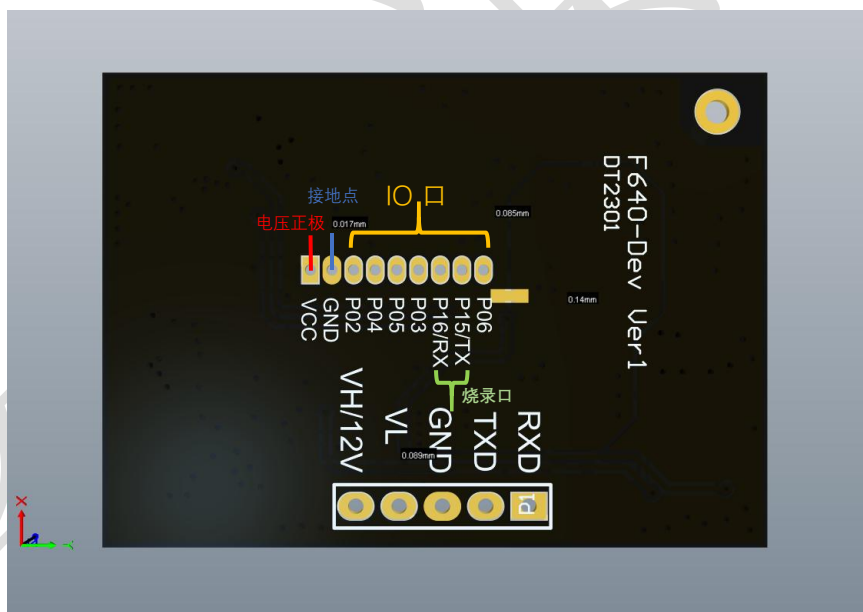 接地点
IO 口
电压正极
0.017mm
0.085mm
0.14mm
VCC
GND
P02
P04
P05
P03
P16/RX
P15/TX
P06
F640-Dev Ver1
DT2301
烧录口
VH/12V
VL
GND
TXD
RXD
0.089mm
P1
X